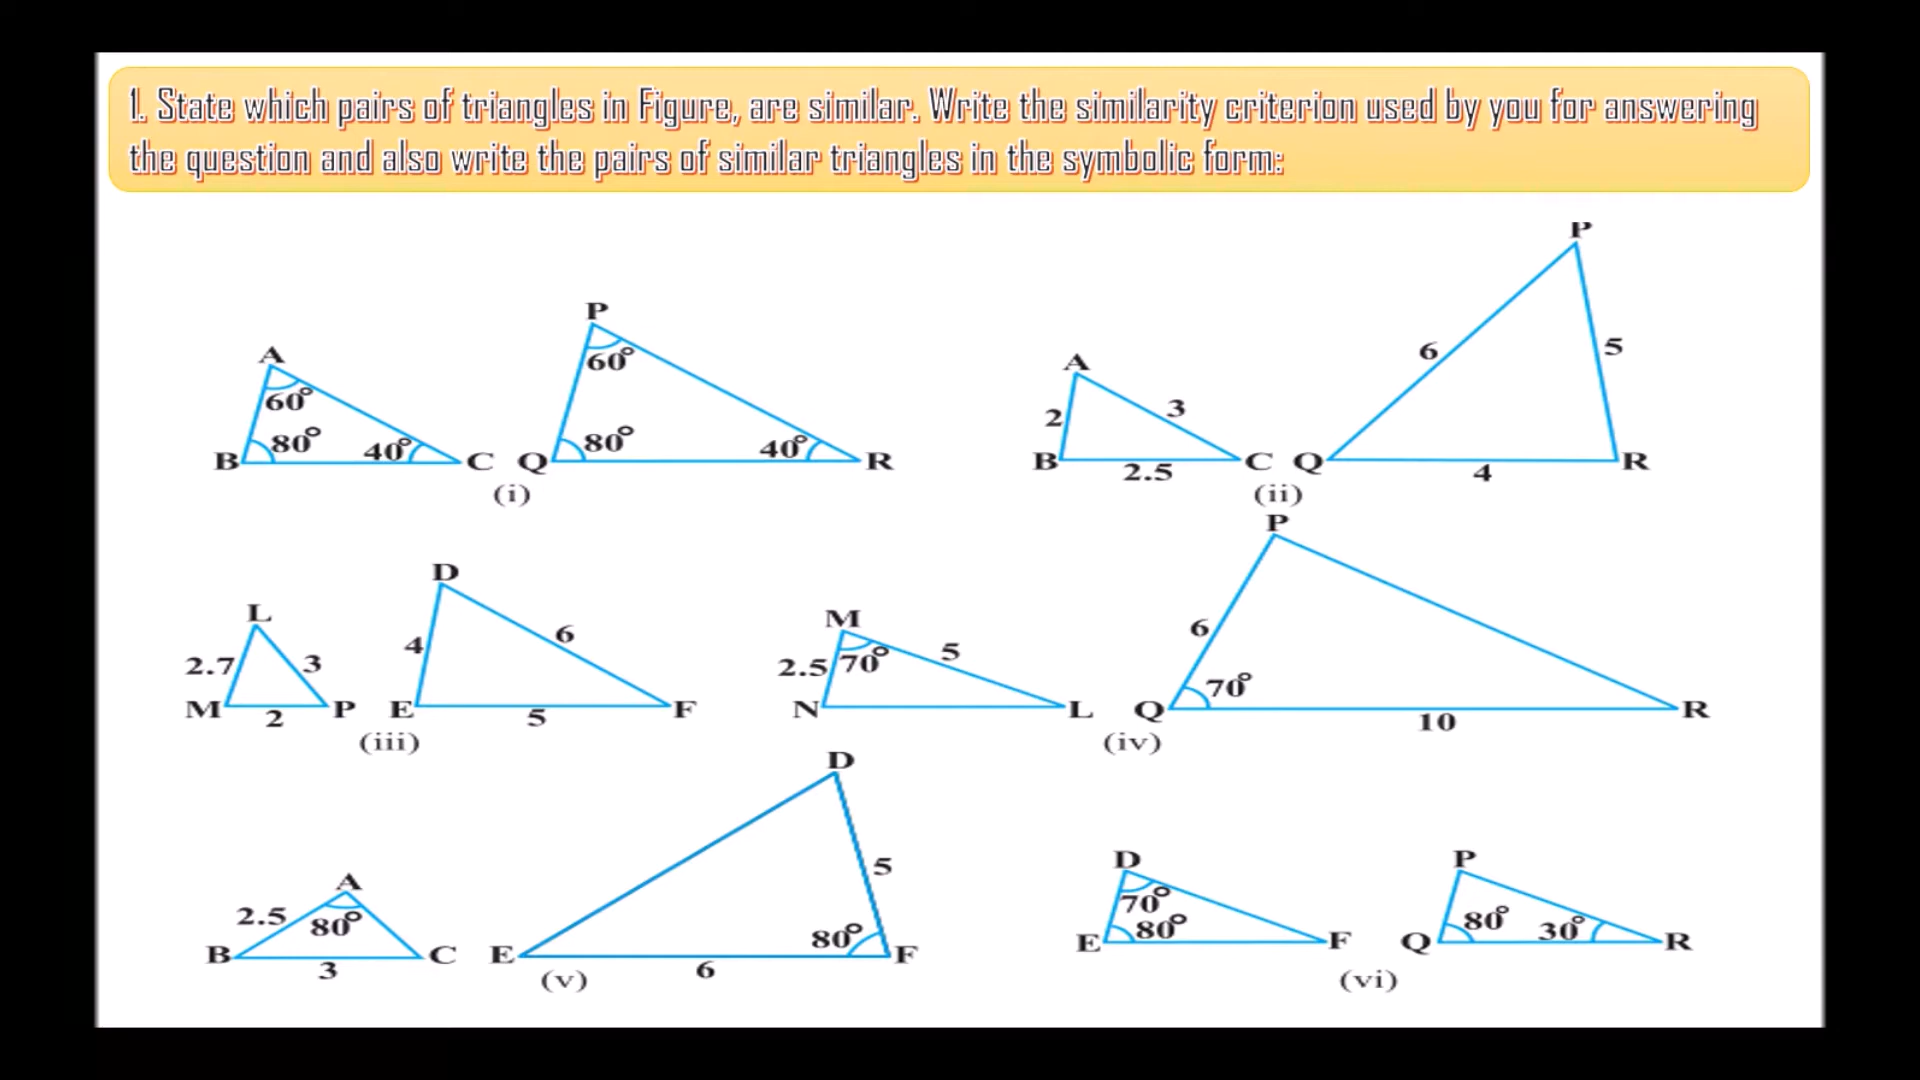 1. State which pairs of triangles in Figure, are similar. Write the similarity criterion used by you for answering
the question and also write the pairs of similar triangles in the symbolic form:
A
60°
B 80° 40° C
P
60°
Q 80° 40° R
(i)
A
2 3
B 2.5 C
P
6 5
Q 4 R
(ii)
L
2.7 3
M 2 P
D
4 6
E 5 F
(iii)
M
2.5 70° 5
N L
P
6
70°
Q 10 R
(iv)
A
2.5 80°
B 3 C
D
5
80°
E 6 F
(v)
D
70°
E 80° F
P
Q 80° 30° R
(vi)